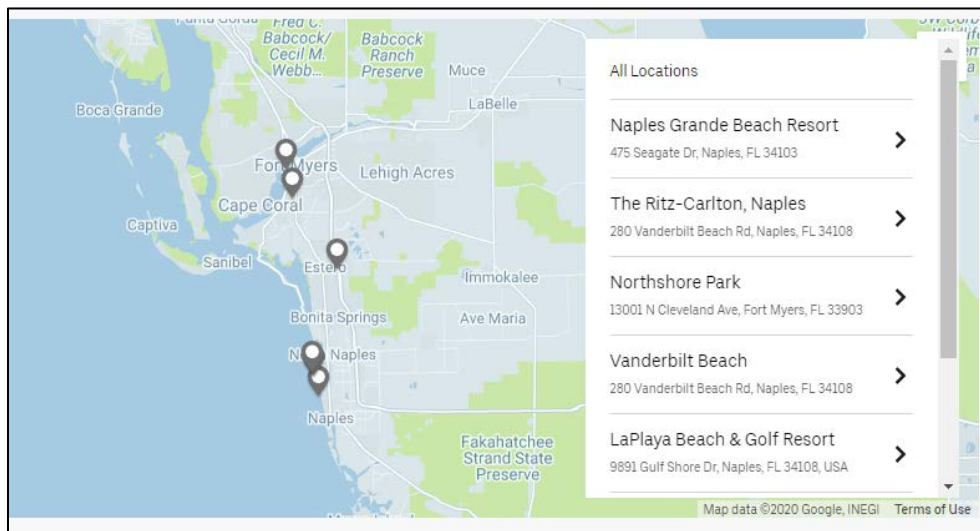 Fred C.
Babcock/
Cecil M.
Webb...
Babcock
Ranch
Preserve
Muce
LaBelle
Boca Grande
Fort Myers
Lehigh Acres
Cape Coral
Captiva
Sanibel
Estero
Immokalee
Bonita Springs
Ave Maria
Naples
Naples
Fakahatchee
Strand State
Preserve
All Locations
Naples Grande Beach Resort
475 Seagate Dr, Naples, FL 34103
The Ritz-Carlton, Naples
280 Vanderbilt Beach Rd, Naples, FL 34108
Northshore Park
13001 N Cleveland Ave, Fort Myers, FL 33903
Vanderbilt Beach
280 Vanderbilt Beach Rd, Naples, FL 34108
LaPlaya Beach & Golf Resort
9891 Gulf Shore Dr, Naples, FL 34108, USA
Map data ©2020 Google, INEGI Terms of Use